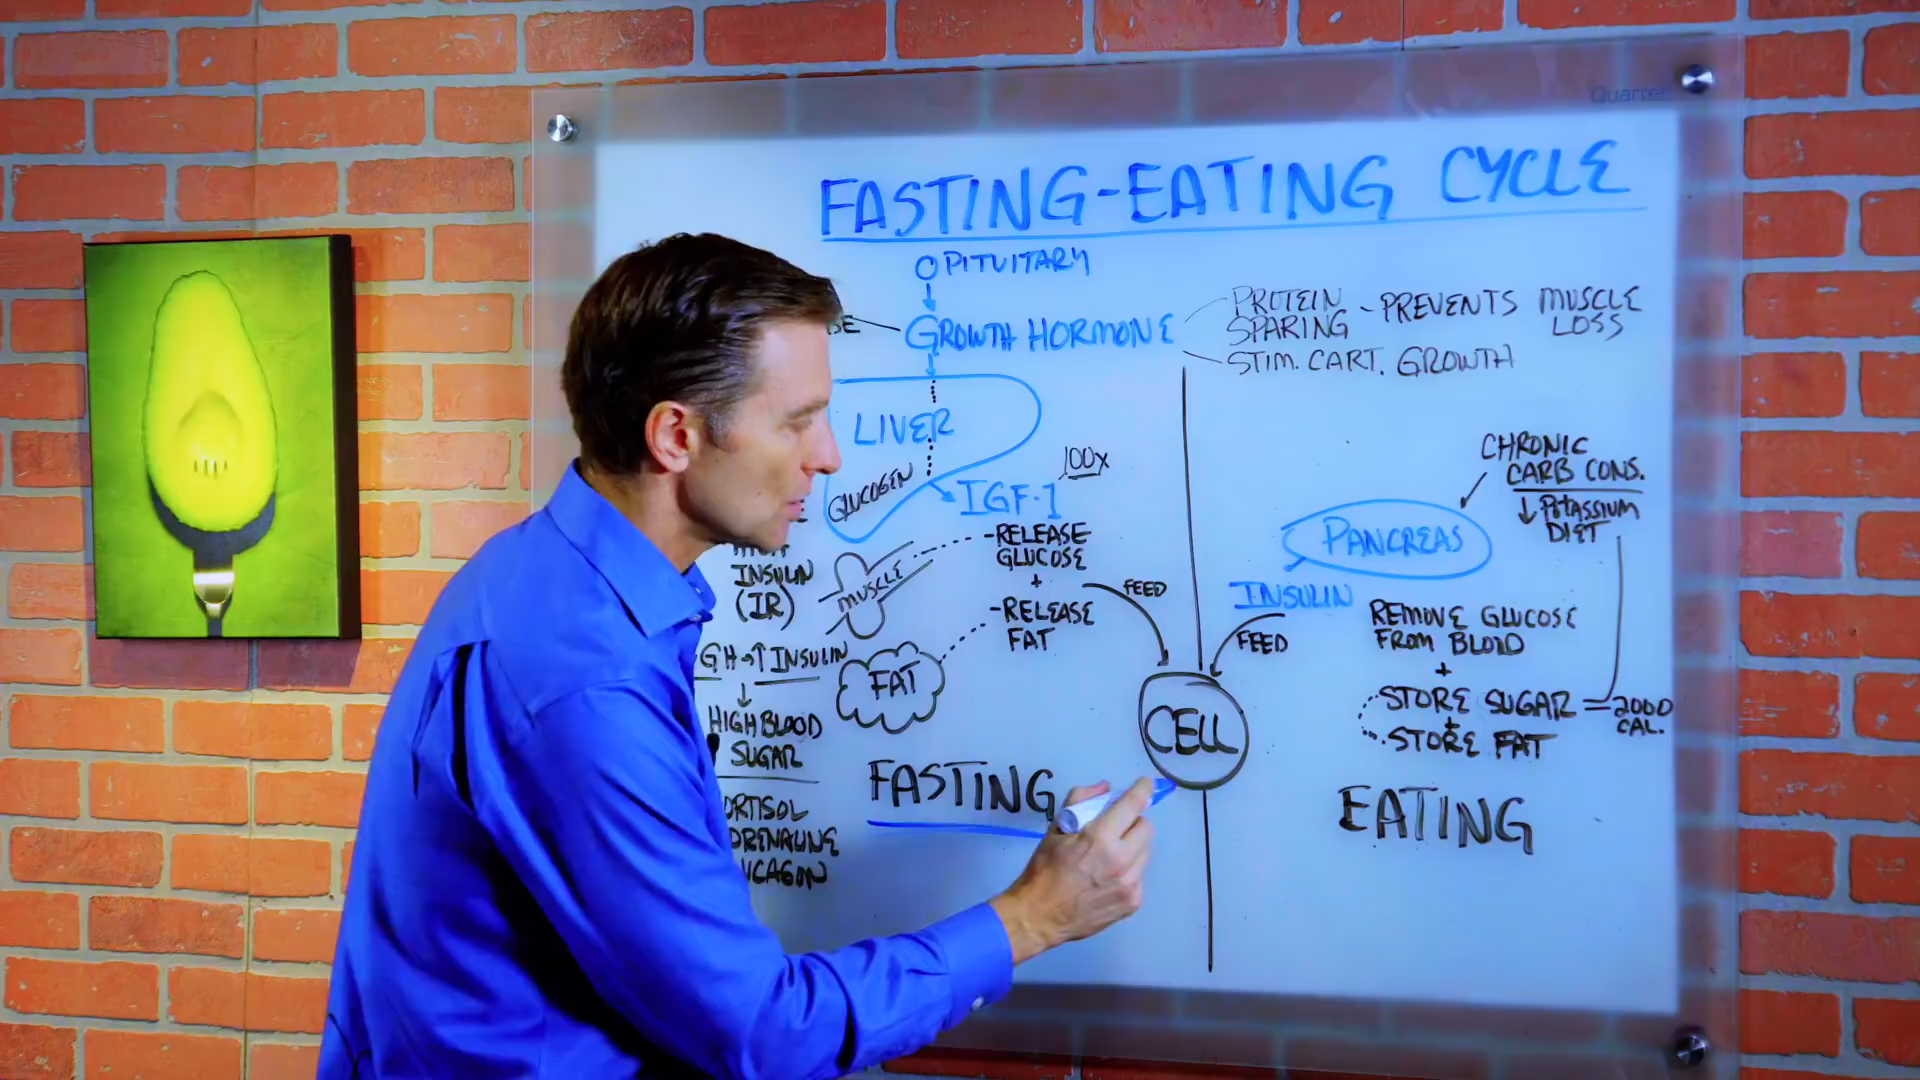 Quarter
FASTING-EATING CYCLE
PITUITARY
GROWTH HORMONE
PROTEIN
SPARING - PREVENTS MUSCLE
LOSS
STIM. CART. GROWTH
LIVER
GLUCOGEN
IGF-1
100x
-RELEASE
GLUCOSE
+
-RELEASE
FAT
INSULIN
(IR)
MUSCLE
FAT
GH→↑ INSULIN
↓
HIGH BLOOD
SUGAR
FASTING
FEED
CELL
FEED
CHRONIC
CARB CONS.
↓ POTASSIUM
DIET
PANCREAS
INSULIN
REMOVE GLUCOSE
FROM BLOOD
+
STORE SUGAR = 2000
CAL.
+
STORE FAT
EATING